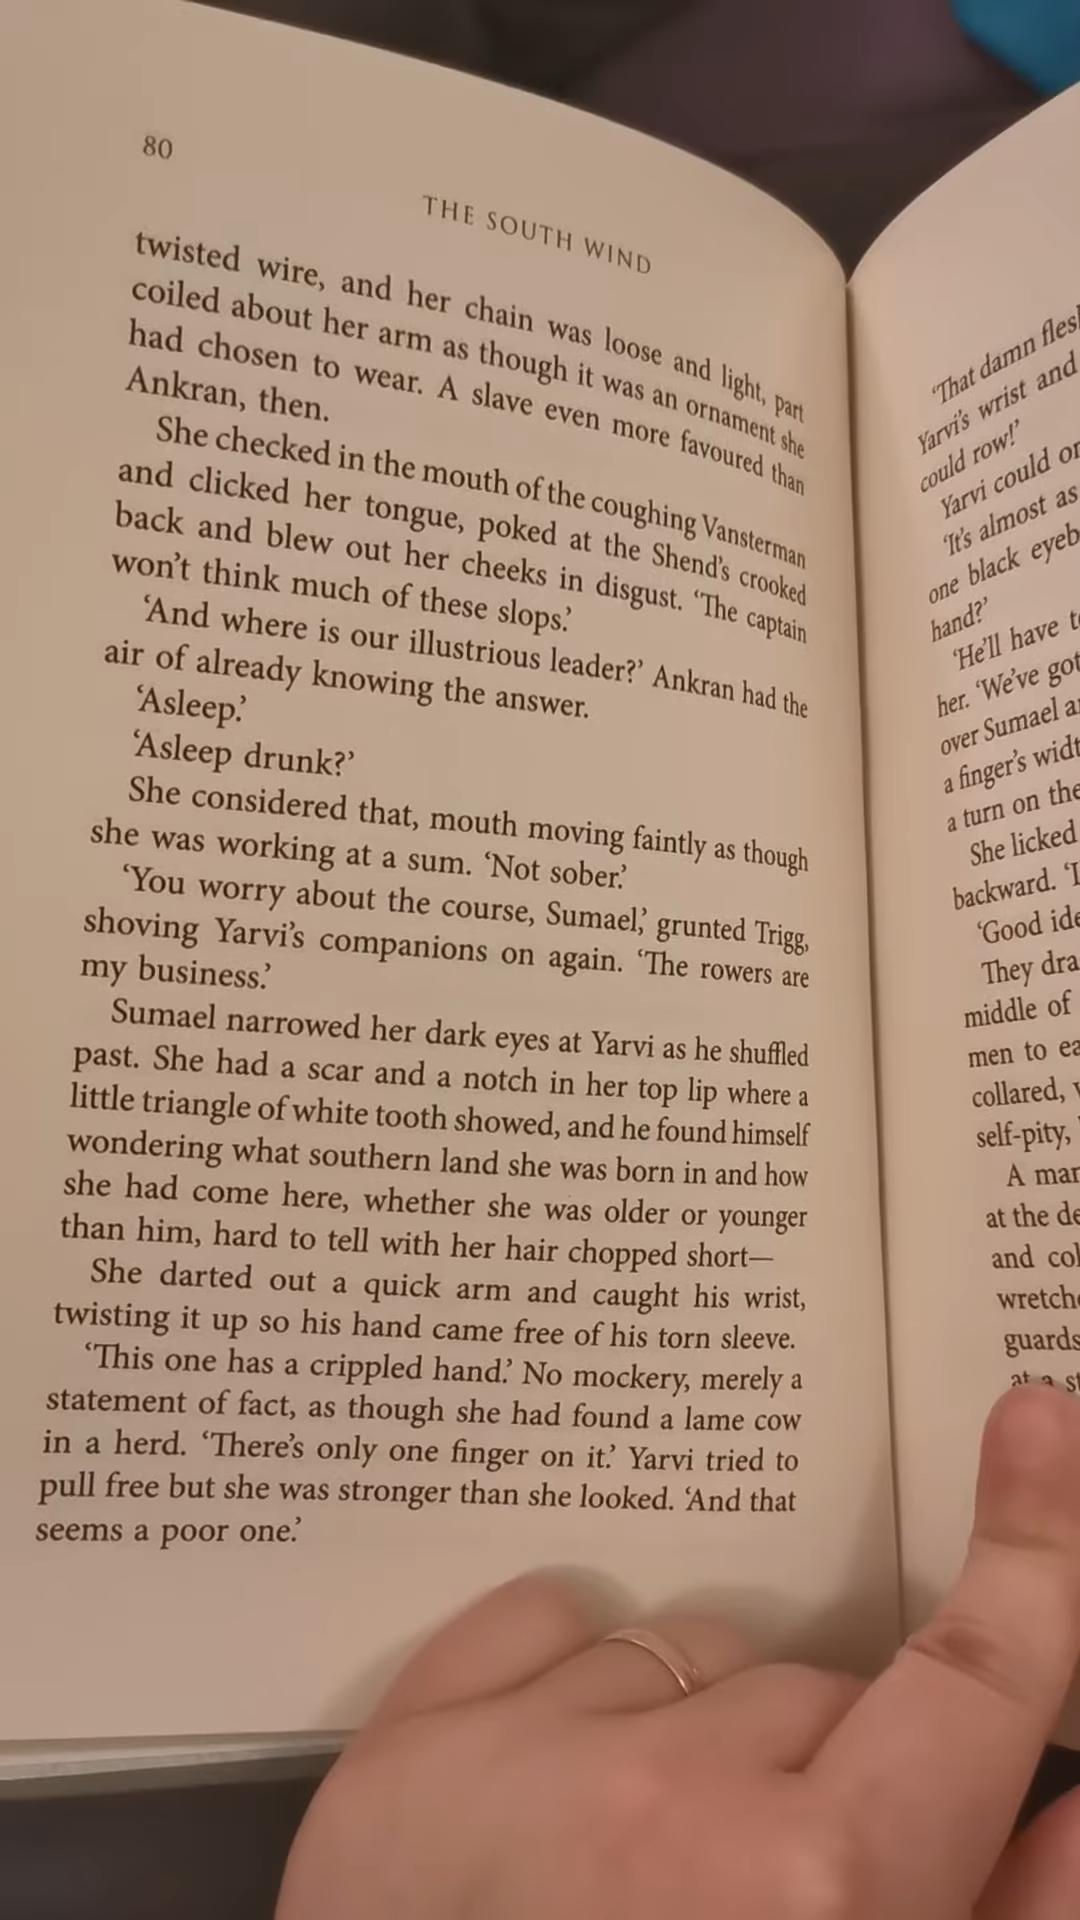 80
THE SOUTH WIND
twisted wire, and her chain was loose and light, part
coiled about her arm as though it was an ornament she
had chosen to wear. A slave even more favoured than
Ankran, then.
She checked in the mouth of the coughing Vansterman
and clicked her tongue, poked at the Shend's crooked
back and blew out her cheeks in disgust. 'The captain
won't think much of these slops.'
'And where is our illustrious leader?' Ankran had the
air of already knowing the answer.
'Asleep.'
'Asleep drunk?'
She considered that, mouth moving faintly as though
she was working at a sum. 'Not sober.'
'You worry about the course, Sumael,' grunted Trigg,
shoving Yarvi's companions on again. 'The rowers are
my business.'
Sumael narrowed her dark eyes at Yarvi as he shuffled
past. She had a scar and a notch in her top lip where a
little triangle of white tooth showed, and he found himself
wondering what southern land she was born in and how
she had come here, whether she was older or younger
than him, hard to tell with her hair chopped short—
She darted out a quick arm and caught his wrist,
twisting it up so his hand came free of his torn sleeve.
'This one has a crippled hand.' No mockery, merely a
statement of fact, as though she had found a lame cow
in a herd. 'There's only one finger on it.' Yarvi tried to
pull free but she was stronger than she looked. 'And that
seems a poor one.'
'That damn
Yarvi's wrist and
could row!'
Yarvi could
'It's almost as
one black
hand?'
'He'll have
her. 'We've got
over Sumael
a finger's
a turn on the
She licked
backward.
'Good
They
middle of
men to
collared,
self-pity,
A
at the
and
guards
at a